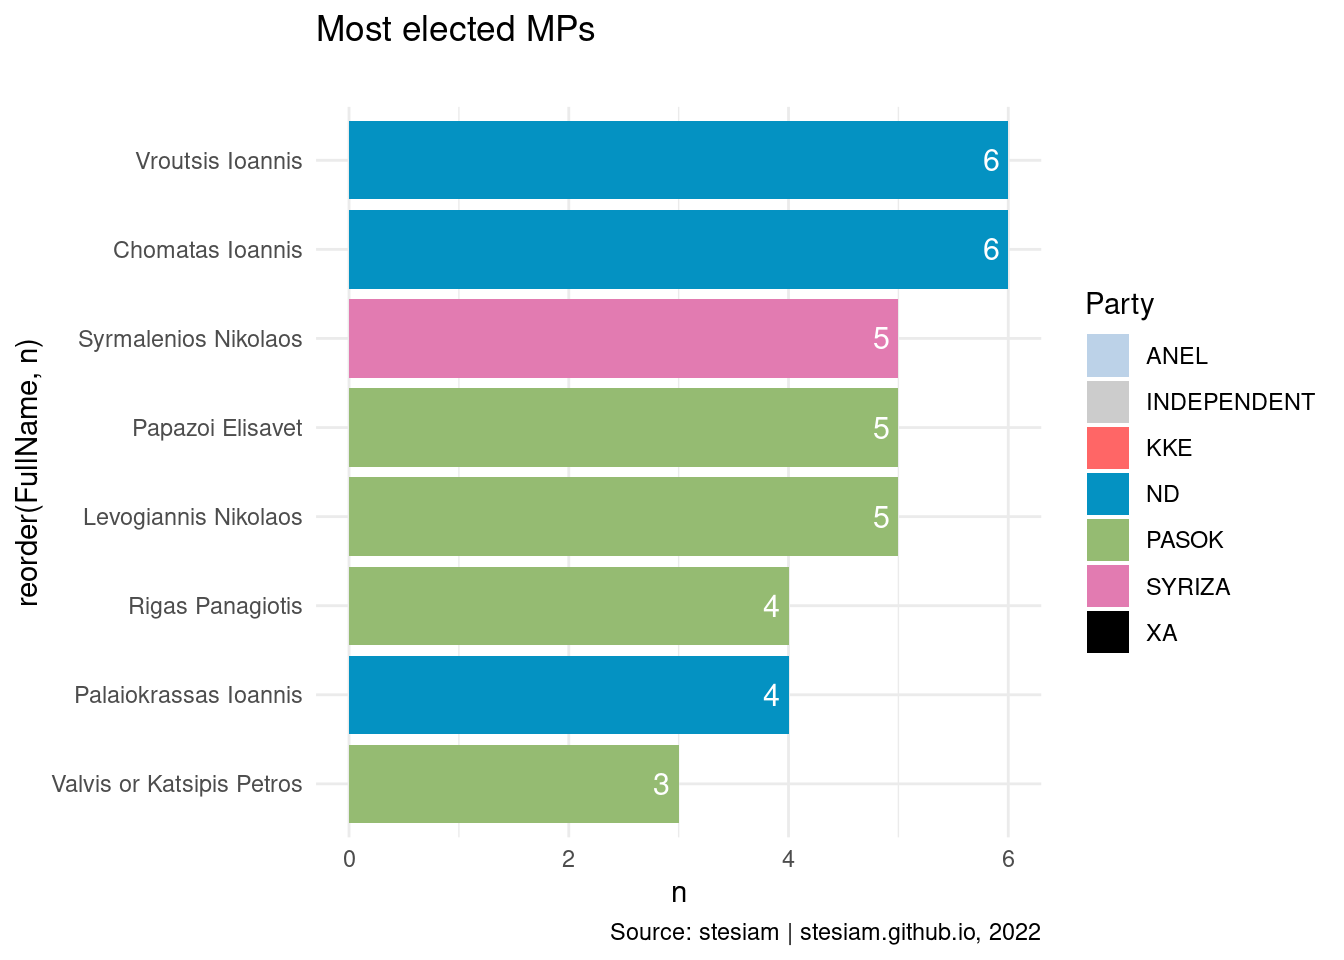 Most elected MPs
reorder(FullName, n)
Vroutsis Ioannis
6
Chomatas Ioannis
6
Syrmalenios Nikolaos
5
Papazoi Elisavet
5
Levogiannis Nikolaos
5
Rigas Panagiotis
4
Palaiokrassas Ioannis
4
Valvis or Katsipis Petros
3
0 2 4 6
n
Party
ANEL
INDEPENDENT
KKE
ND
PASOK
SYRIZA
XA
Source: stesiam | stesiam.github.io, 2022